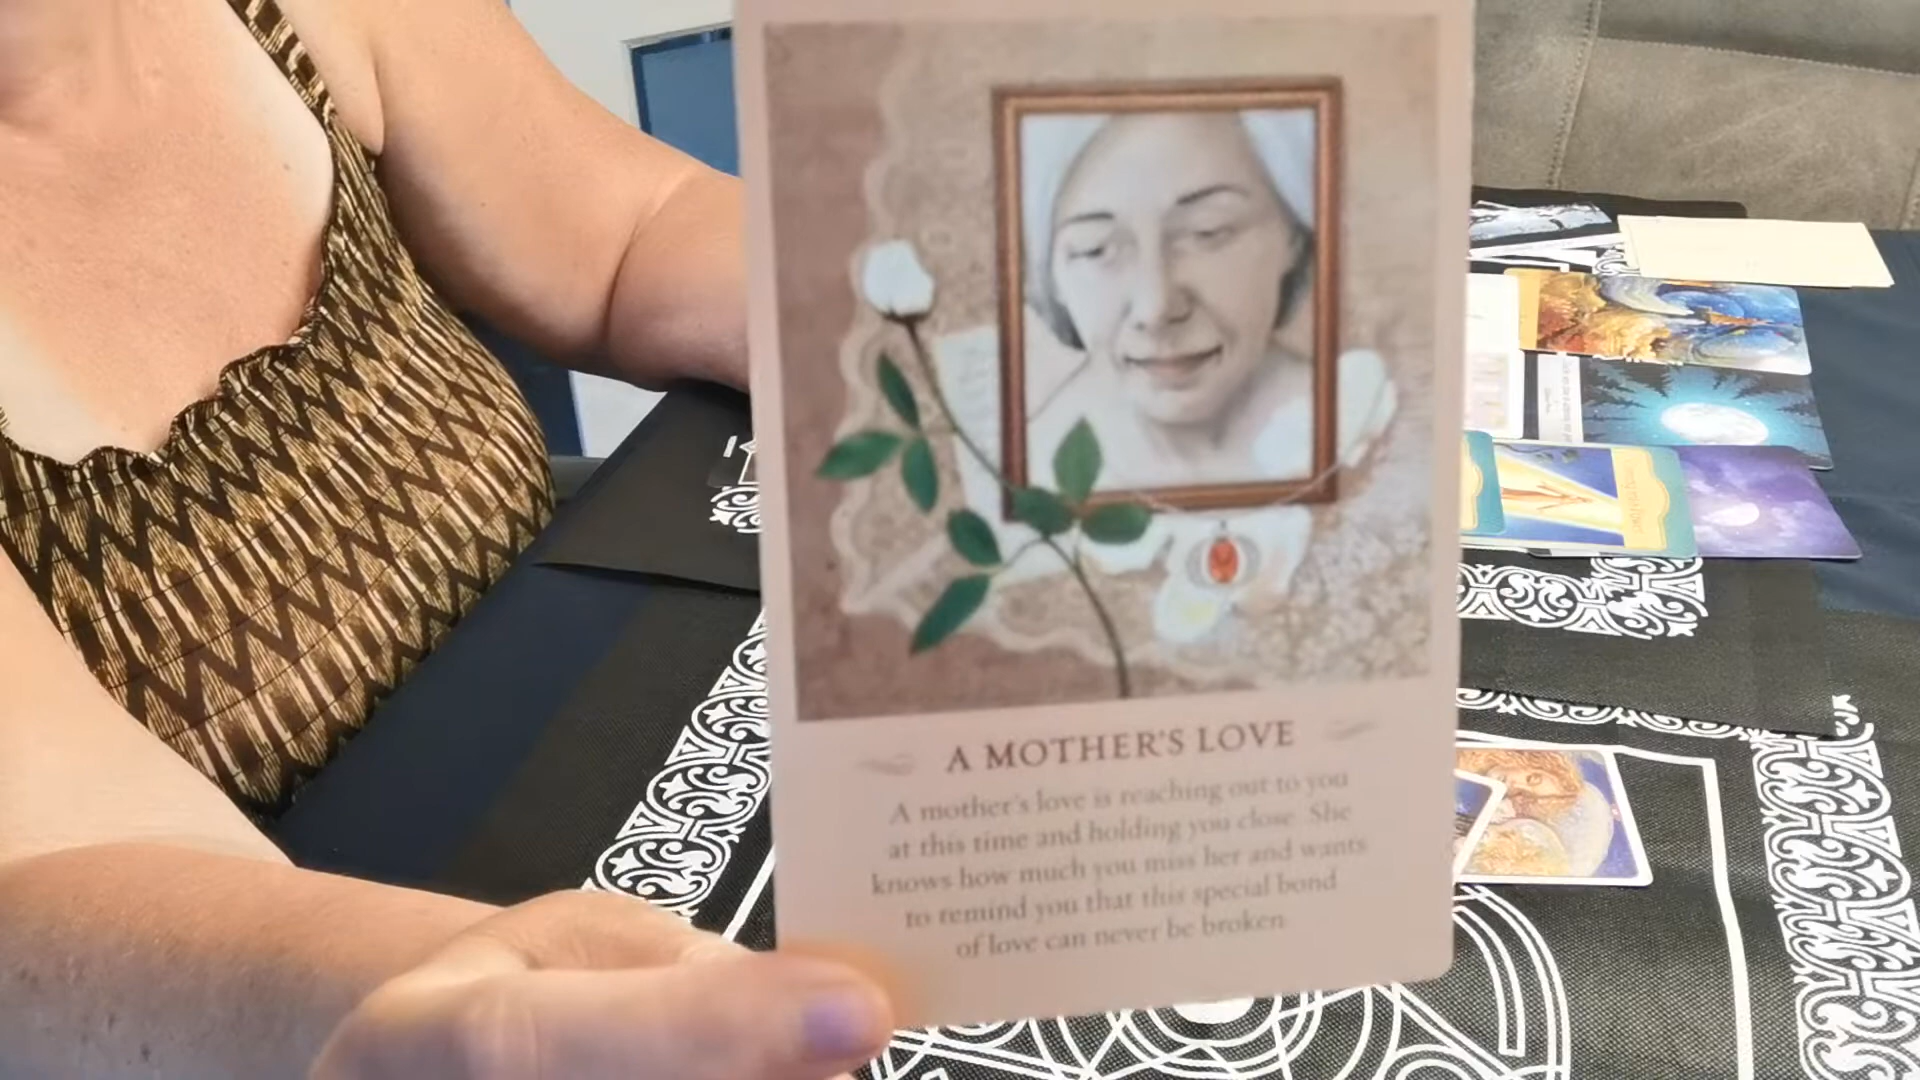 A MOTHER'S LOVE
A mother's love is reaching out to you
at this time and holding you close. She
knows how much you miss her and wants
to remind you that this special bond
of love can never be broken.